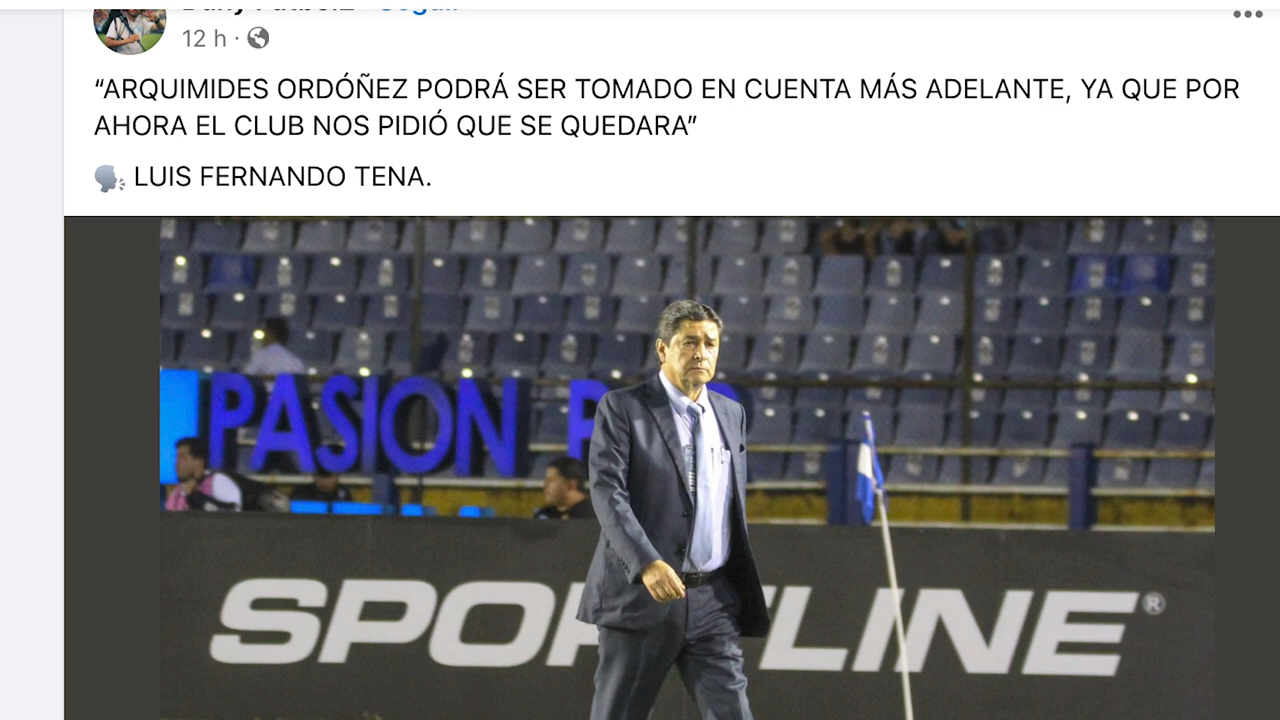 12 h ·
“ARQUIMIDES ORDÓÑEZ PODRÁ SER TOMADO EN CUENTA MÁS ADELANTE, YA QUE POR
AHORA EL CLUB NOS PIDIÓ QUE SE QUEDARA”
LUIS FERNANDO TENA.
PASION
SPORTLINE®